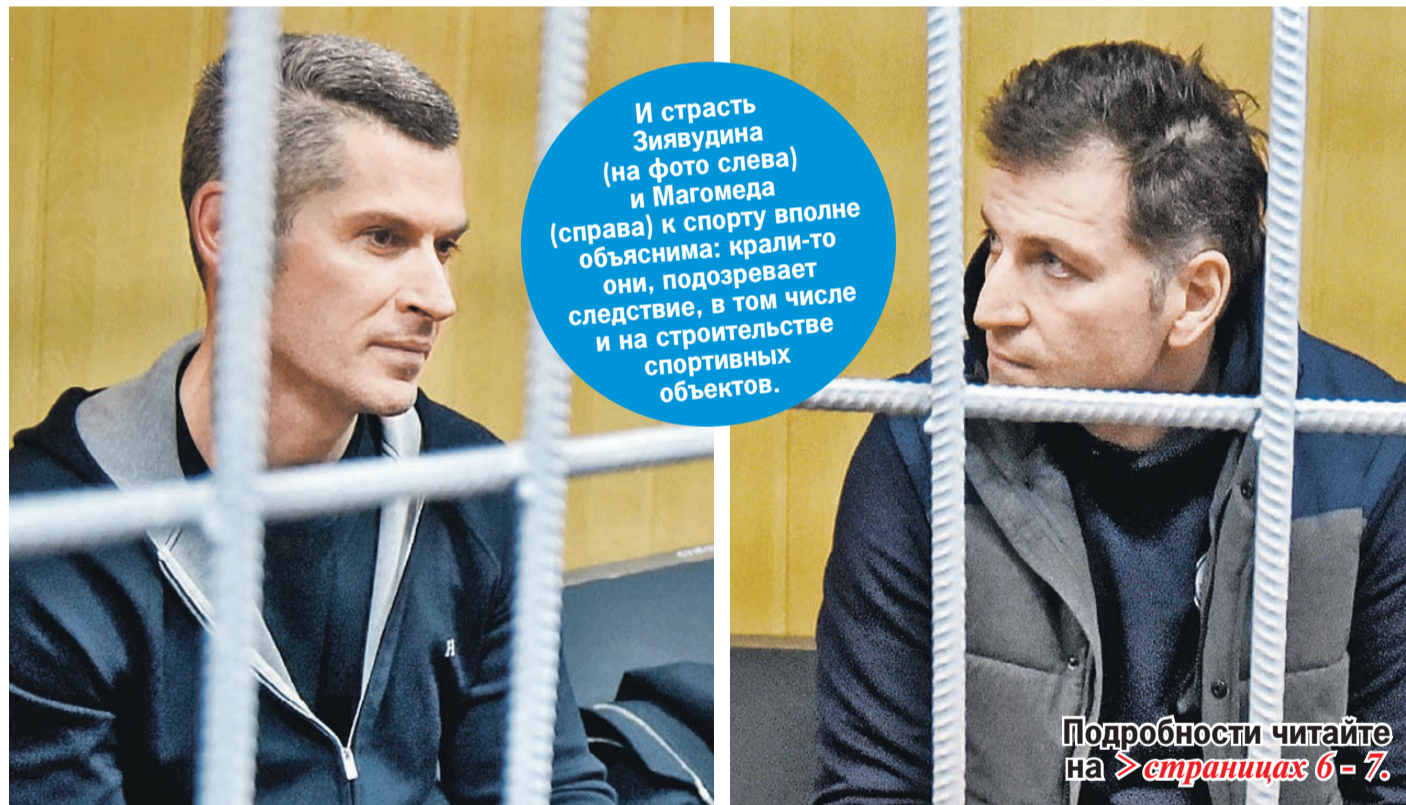 И страсть
Зиявудина
(на фото слева)
и Магомеда
(справа) к спорту вполне
объяснима: крали-то
они, подозревает
следствие, в том числе
и на строительстве
спортивных
объектов.
Подробности читайте
на > страницах 6 - 7.